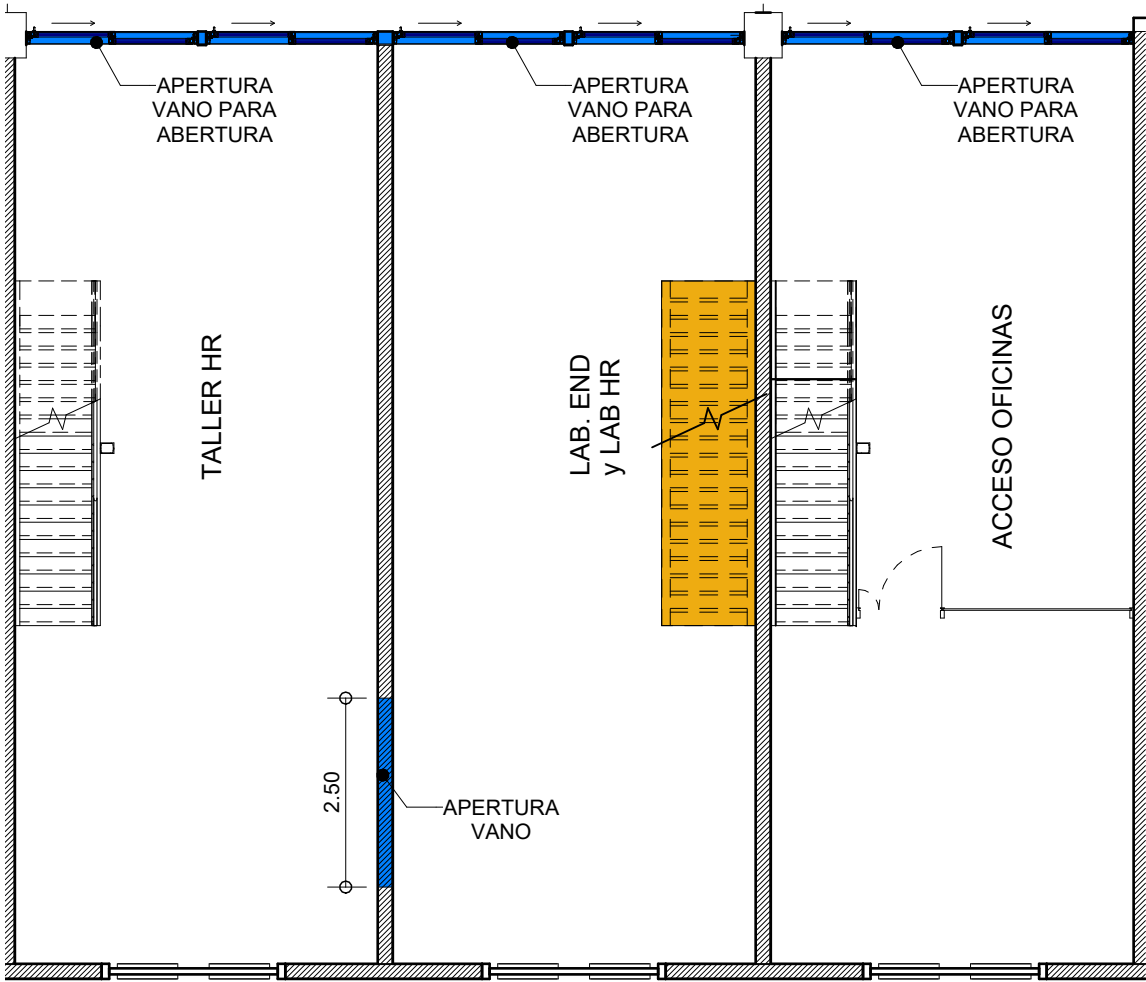 APERTURA
VANO PARA
ABERTURA
APERTURA
VANO PARA
ABERTURA
APERTURA
VANO PARA
ABERTURA
TALLER HR
LAB. END
y LAB HR
ACCESO OFICINAS
2.50
APERTURA
VANO